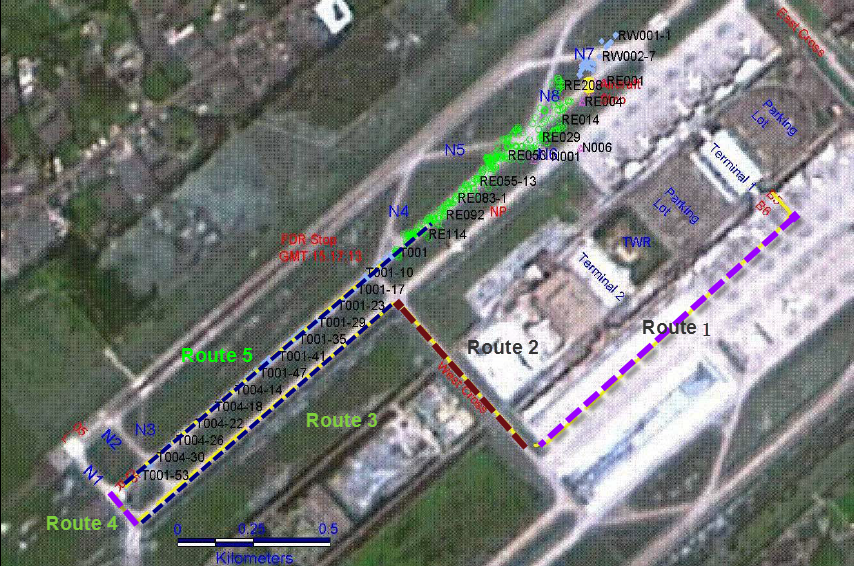 RW001-1
East Cross
N7
RW002-7
RE208
RE001
N8
RE004
Parking
Lot
RE014
RE029
N006
N5
RE053
N6
N001
Terminal 1
RE055-13
RE083-1
Parking
Lot
B6
N4
RE092
NP
RE114
TWR
FDR Stop
T001
Terminal 2
T001-10
T001-17
T001-23
T001-29
Route 1
T001-35
Route 2
Route 5
T001-41
T001-47
West Cross
T004-14
T004-18
Route 3
T004-22
N3
N2
T004-26
T004-30
N1
T001-53
Route 4
0
0.25
0.5
Kilometers